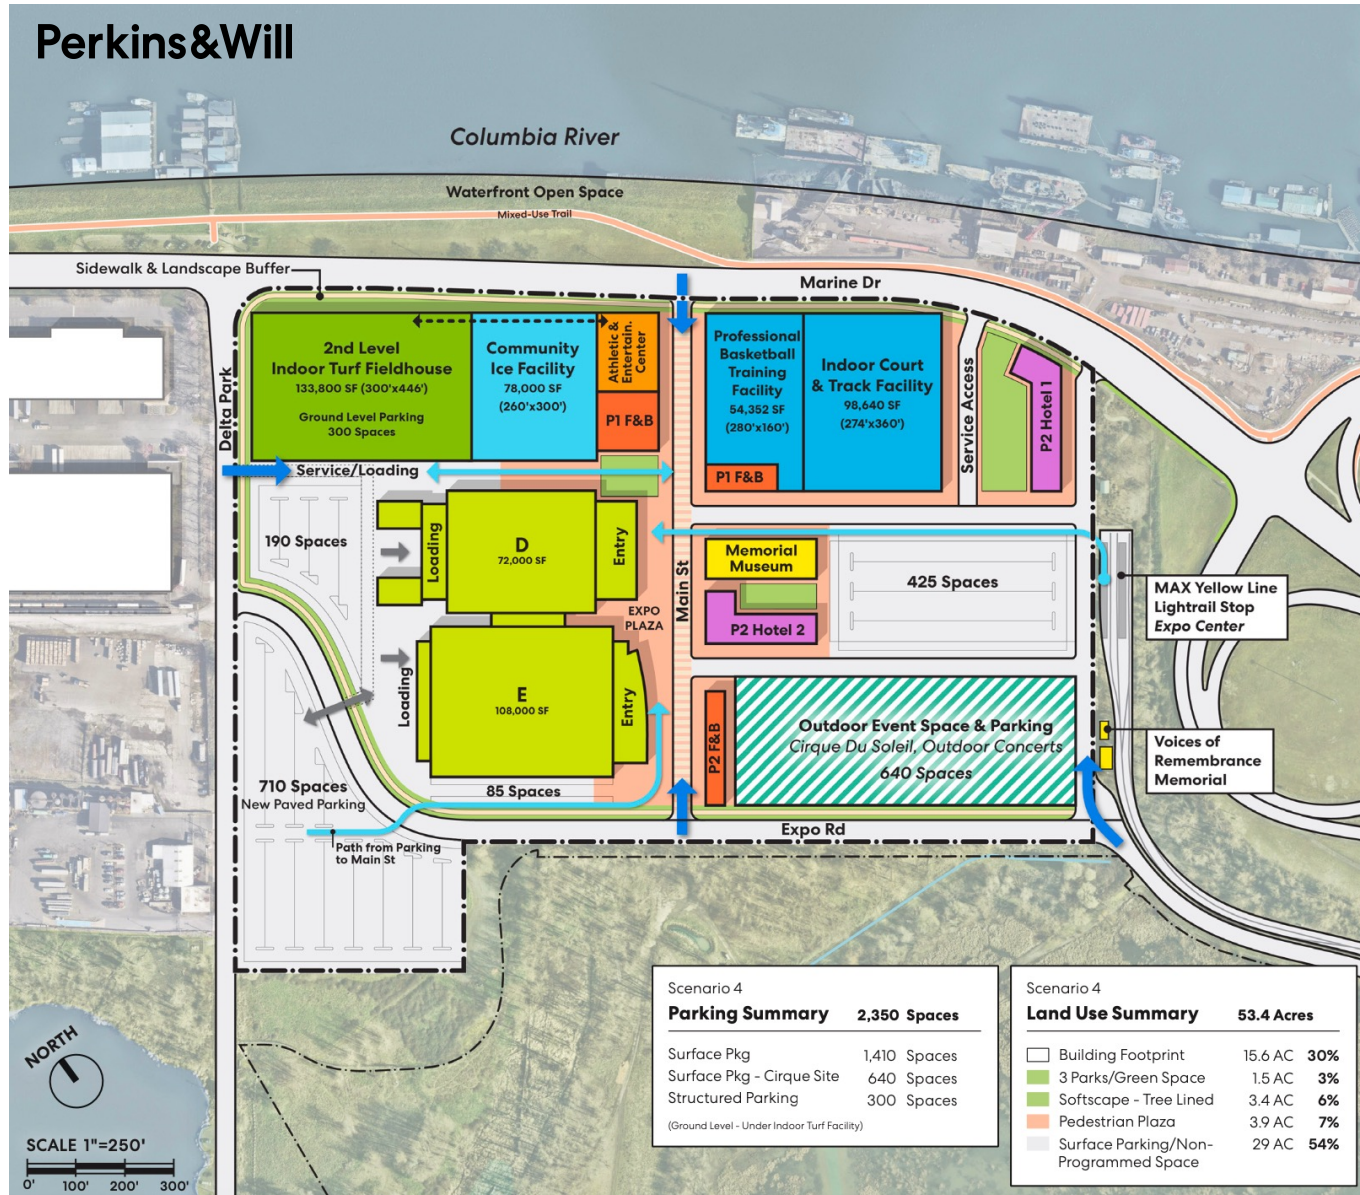 Perkins&Will
Columbia River
Waterfront Open Space
Mixed-Use Trail
Sidewalk & Landscape Buffer
Marine Dr
Delta Park
2nd Level
Indoor Turf Fieldhouse
133,800 SF (300'x446')
Ground Level Parking
300 Spaces
Community
Ice Facility
78,000 SF
(260'x300')
Athletic &
Entertain.
Center
P1 F&B
Professional
Basketball
Training
Facility
54,352 SF
(280'x160')
P1 F&B
Indoor Court
& Track Facility
98,640 SF
(274'x360')
Service Access
P2 Hotel 1
Service/Loading
190 Spaces
Loading
D
72,000 SF
Entry
EXPO
PLAZA
Main St
Memorial
Museum
P2 Hotel 2
425 Spaces
MAX Yellow Line
Lightrail Stop
Expo Center
Loading
E
108,000 SF
Entry
P2 F&B
Outdoor Event Space & Parking
Cirque Du Soleil, Outdoor Concerts
640 Spaces
Voices of
Remembrance
Memorial
710 Spaces
New Paved Parking
85 Spaces
Path from Parking
to Main St
Expo Rd
NORTH
SCALE 1"=250'
0' 100' 200' 300'
Scenario 4
Parking Summary 2,350 Spaces
Surface Pkg 1,410 Spaces
Surface Pkg - Cirque Site 640 Spaces
Structured Parking 300 Spaces
(Ground Level - Under Indoor Turf Facility)
Scenario 4
Land Use Summary 53.4 Acres
Building Footprint 15.6 AC 30%
3 Parks/Green Space 1.5 AC 3%
Softscape - Tree Lined 3.4 AC 6%
Pedestrian Plaza 3.9 AC 7%
Surface Parking/Non- 29 AC 54%
Programmed Space